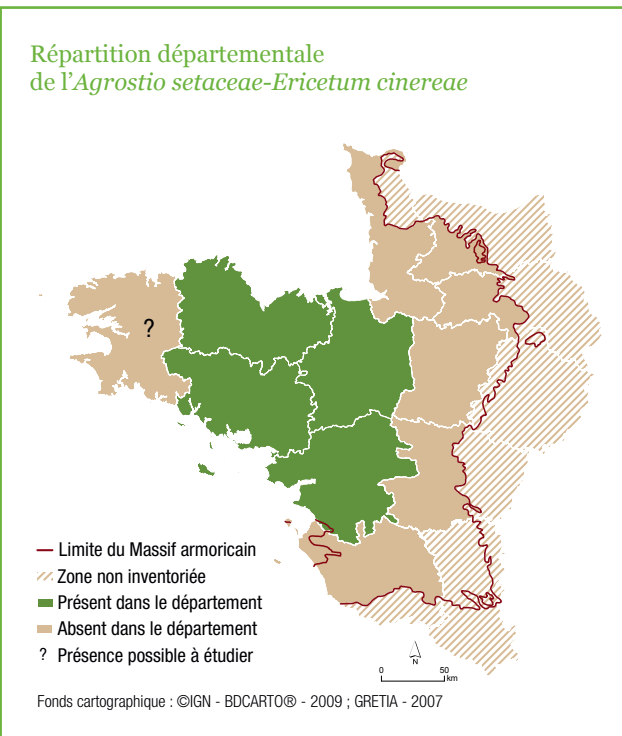 Répartition départementale
de l'Agrostio setaceae-Ericetum cinereae
?
Limite du Massif armoricain
Zone non inventoriée
Présent dans le département
Absent dans le département
? Présence possible à étudier
N
0 50
km
Fonds cartographique : ©IGN - BDCARTO® - 2009 ; GRETIA - 2007